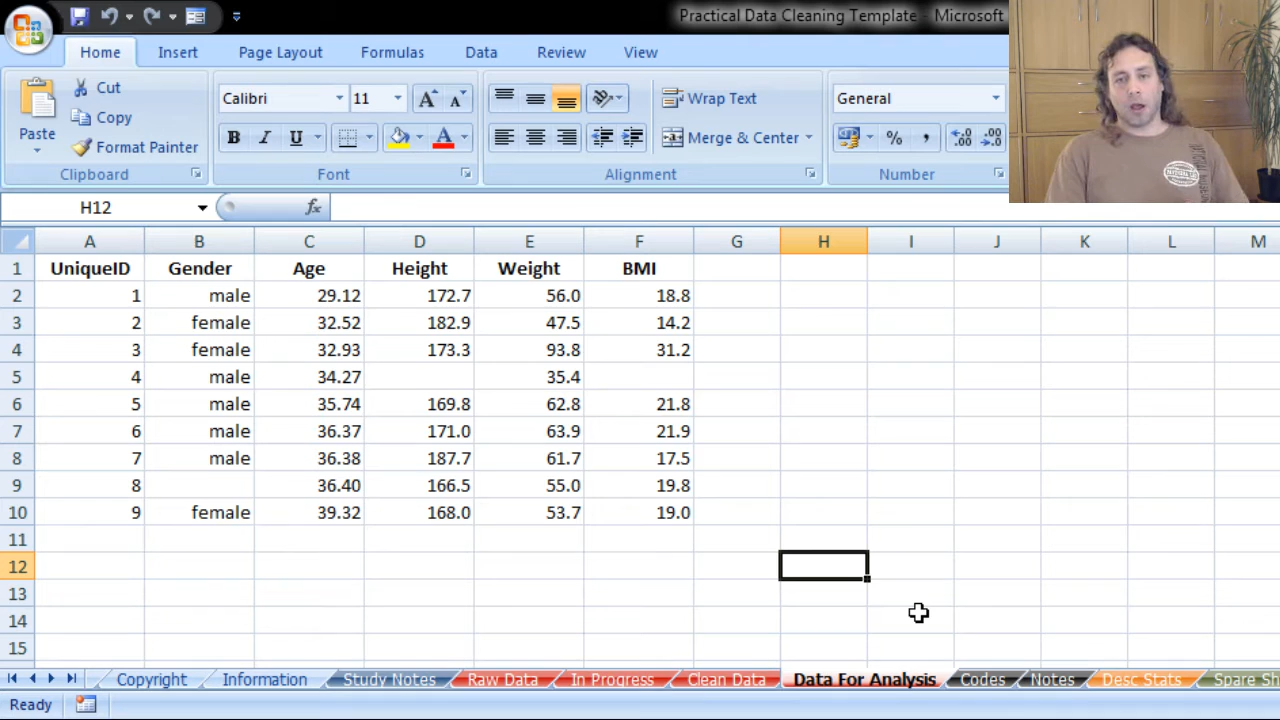 Practical Data Cleaning Template - Microsoft
Home Insert Page Layout Formulas Data Review View
Paste Cut Copy Format Painter
Clipboard
Calibri 11
B I U
Font
Wrap Text
Merge & Center
Alignment
General
%
Number
H12 fx
A B C D E F G H I J K L M
1 UniqueID Gender Age Height Weight BMI
2 1 male 29.12 172.7 56.0 18.8
3 2 female 32.52 182.9 47.5 14.2
4 3 female 32.93 173.3 93.8 31.2
5 4 male 34.27 35.4
6 5 male 35.74 169.8 62.8 21.8
7 6 male 36.37 171.0 63.9 21.9
8 7 male 36.38 187.7 61.7 17.5
9 8 36.40 166.5 55.0 19.8
10 9 female 39.32 168.0 53.7 19.0
11
12
13
14
15
Copyright Information Study Notes Raw Data In Progress Clean Data Data For Analysis Codes Notes Desc Stats Spare Sh
Ready